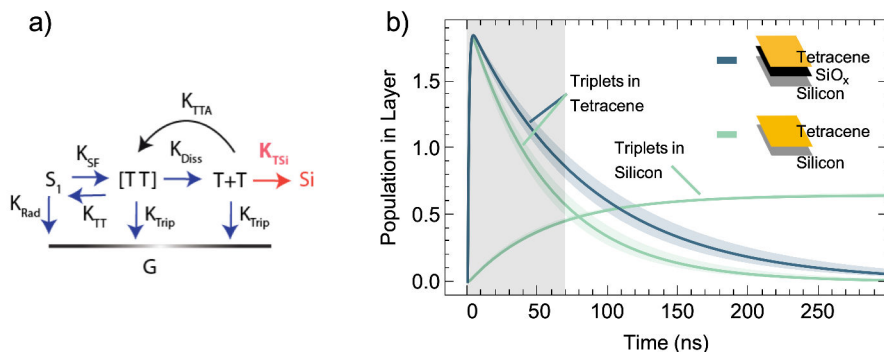 a)
K_TTA
K_SF
K_Diss
K_TSi
S_1
[TT]
T+T
Si
K_Rad
K_TT
K_Trip
K_Trip
G
b)
Population in Layer
1.5
1.0
0.5
0.0
0
50
100
150
200
250
Time (ns)
Triplets in
Tetracene
Triplets in
Silicon
Tetracene
SiO_x
Silicon
Tetracene
Silicon